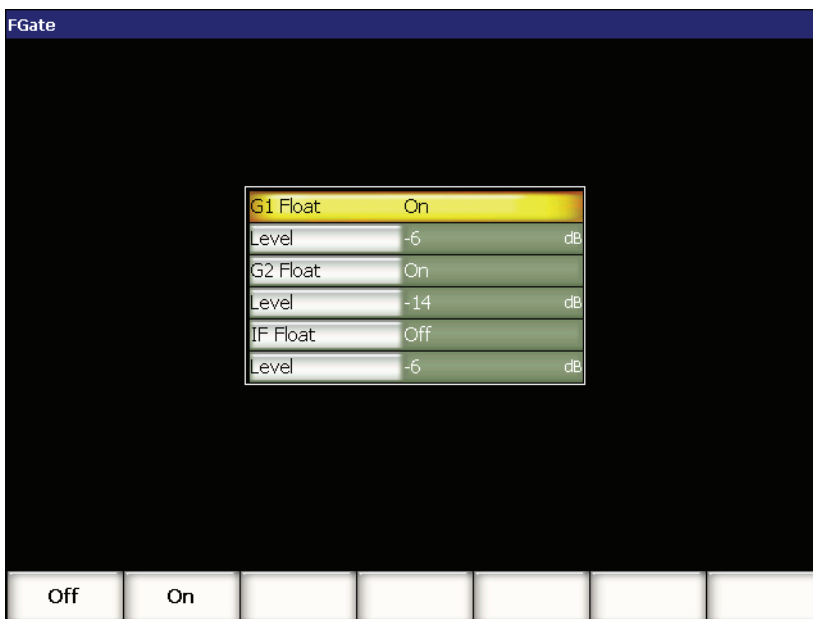 FGate
G1 Float On
Level -6 dB
G2 Float On
Level -14 dB
IF Float Off
Level -6 dB
Off On